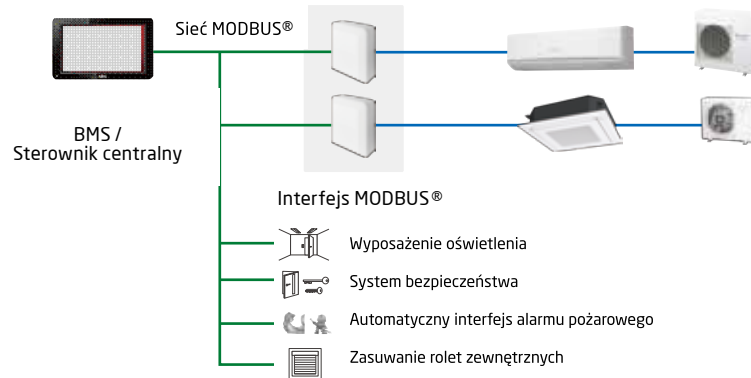 Sieć MODBUS®
BMS /
Sterownik centralny
Interfejs MODBUS®
Wyposażenie oświetlenia
System bezpieczeństwa
Automatyczny interfejs alarmu pożarowego
Zasuwanie rolet zewnętrznych